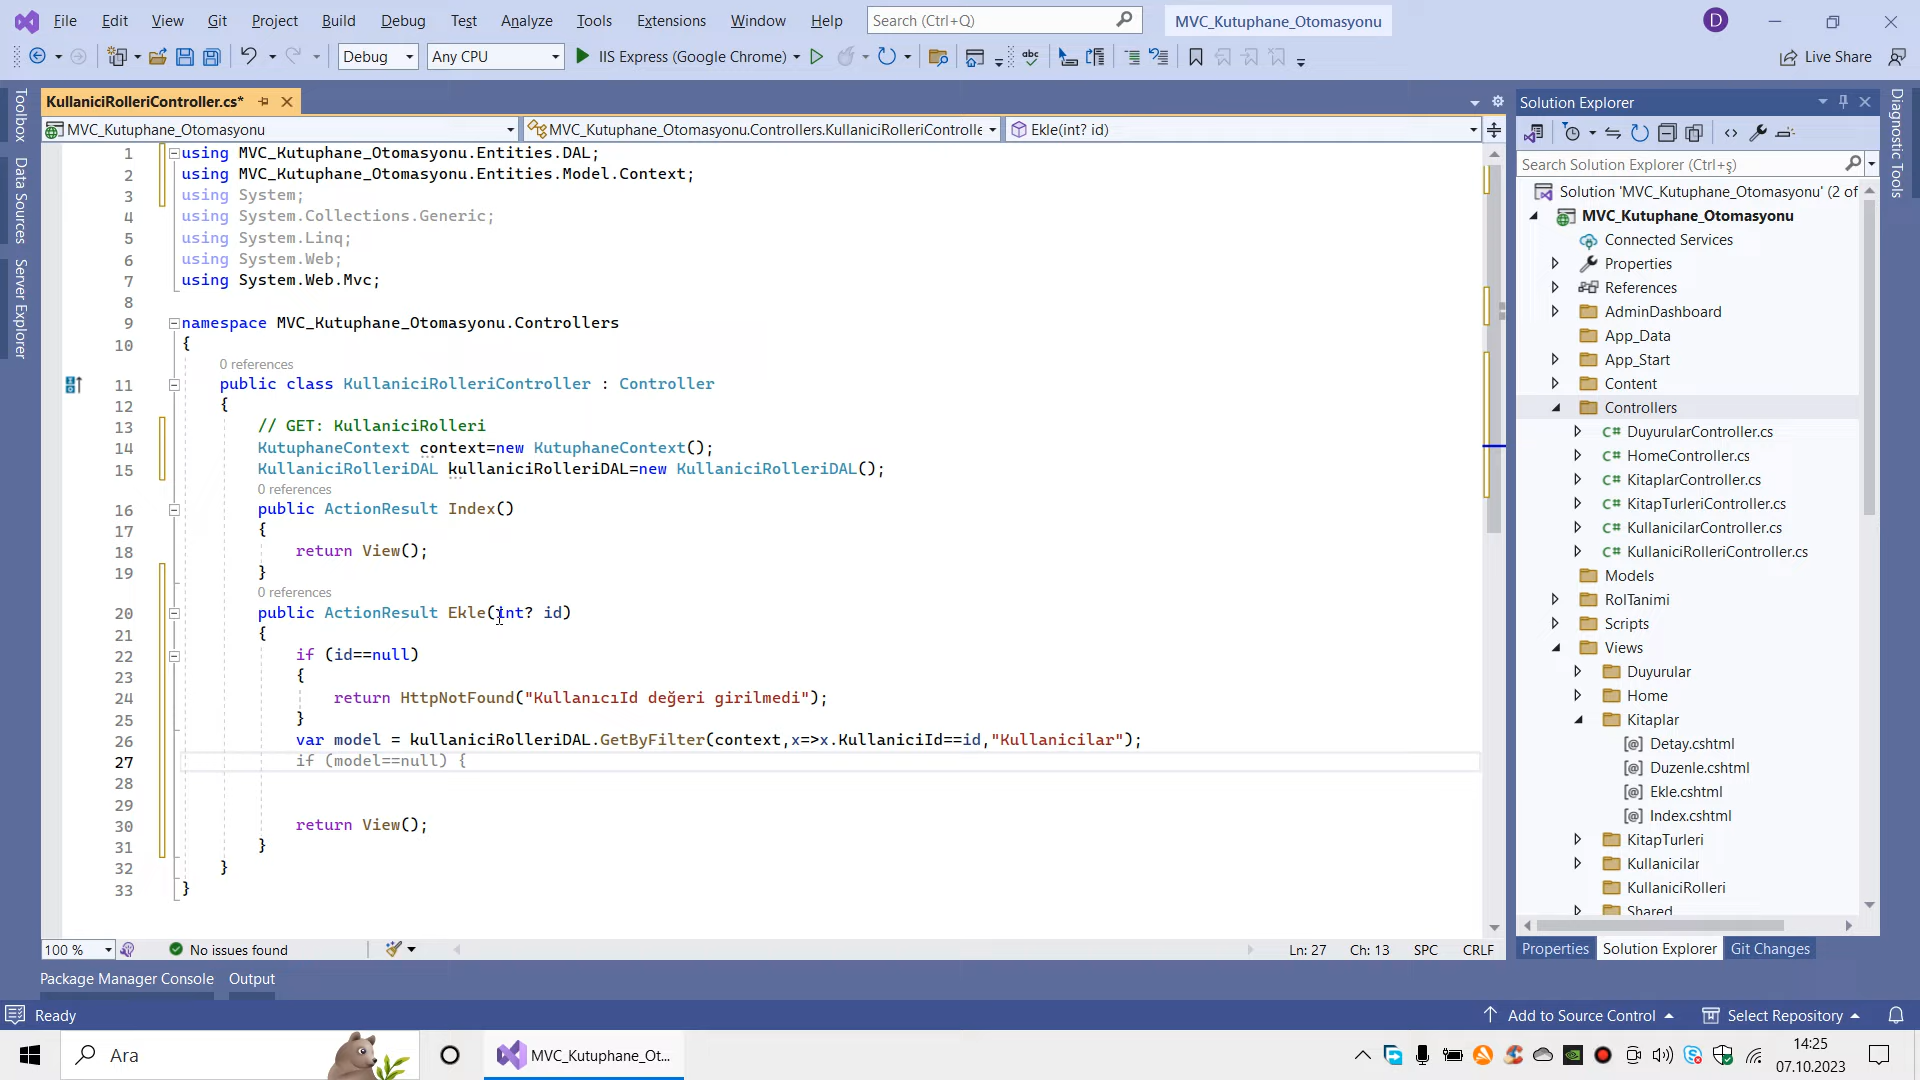 File Edit View Git Project Build Debug Test Analyze Tools Extensions Window Help Search (Ctrl+Q) MVC_Kutuphane_Otomasyonu D
Debug Any CPU IIS Express (Google Chrome) Live Share
KullaniciRolleriController.cs*
MVC_Kutuphane_Otomasyonu MVC_Kutuphane_Otomasyonu.Controllers.KullaniciRolleriControlle Ekle(int? id)
Toolbox
Data Sources
Server Explorer
1 using MVC_Kutuphane_Otomasyonu.Entities.DAL;
2 using MVC_Kutuphane_Otomasyonu.Entities.Model.Context;
3 using System;
4 using System.Collections.Generic;
5 using System.Linq;
6 using System.Web;
7 using System.Web.Mvc;
8
9 namespace MVC_Kutuphane_Otomasyonu.Controllers
10 {
0 references
11 public class KullaniciRolleriController : Controller
12 {
13 // GET: KullaniciRolleri
14 KutuphaneContext context=new KutuphaneContext();
15 KullaniciRolleriDAL kullaniciRolleriDAL=new KullaniciRolleriDAL();
0 references
16 public ActionResult Index()
17 {
18 return View();
19 }
0 references
20 public ActionResult Ekle(int? id)
21 {
22 if (id==null)
23 {
24 return HttpNotFound("KullanıcıId değeri girilmedi");
25 }
26 var model = kullaniciRolleriDAL.GetByFilter(context,x=>x.KullaniciId==id,"Kullanicilar");
27 if (model==null) {
28
29
30 return View();
31 }
32 }
33 }
100 % No issues found Ln: 27 Ch: 13 SPC CRLF
Package Manager Console Output
Solution Explorer
Search Solution Explorer (Ctrl+ş)
Solution 'MVC_Kutuphane_Otomasyonu' (2 of
MVC_Kutuphane_Otomasyonu
Connected Services
Properties
References
AdminDashboard
App_Data
App_Start
Content
Controllers
C# DuyurularController.cs
C# HomeController.cs
C# KitaplarController.cs
C# KitapTurleriController.cs
C# KullanicilarController.cs
C# KullaniciRolleriController.cs
Models
RolTanimi
Scripts
Views
Duyurular
Home
Kitaplar
[@] Detay.cshtml
[@] Duzenle.cshtml
[@] Ekle.cshtml
[@] Index.cshtml
KitapTurleri
Kullanicilar
KullaniciRolleri
Shared
Properties Solution Explorer Git Changes
Diagnostic Tools
Ready Add to Source Control Select Repository
Ara MVC_Kutuphane_Ot... 14:25
07.10.2023